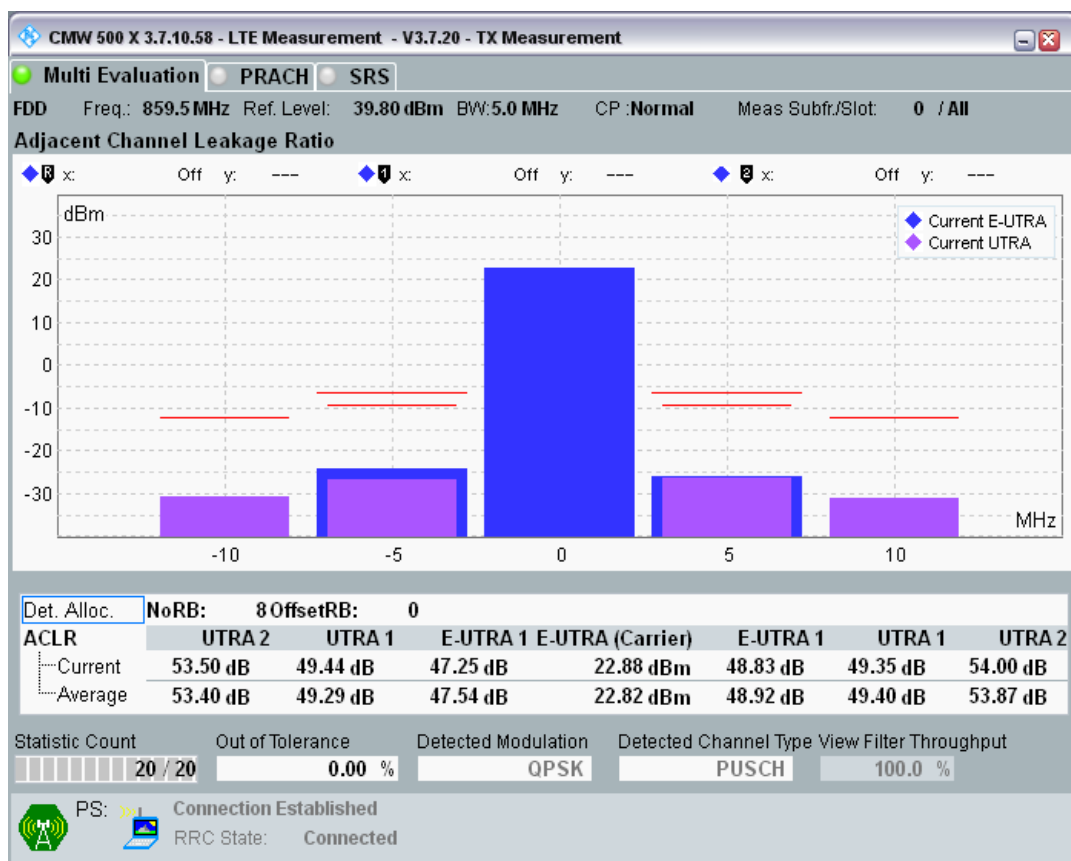 CMW 500 X 3.7.10.58 - LTE Measurement - V3.7.20 - TX Measurement
Multi Evaluation PRACH SRS
FDD Freq.: 859.5 MHz Ref. Level: 39.80 dBm BW:5.0 MHz CP :Normal Meas Subfr./Slot: 0 / All
Adjacent Channel Leakage Ratio
R x: Off y: --- 1 x: Off y: --- 2 x: Off y: ---
dBm
Current E-UTRA
Current UTRA
30
20
10
0
-10
-20
-30
MHz
-10 -5 0 5 10
Det. Alloc. NoRB: 8 OffsetRB: 0
ACLR UTRA 2 UTRA 1 E-UTRA 1 E-UTRA (Carrier) E-UTRA 1 UTRA 1 UTRA 2
Current 53.50 dB 49.44 dB 47.25 dB 22.88 dBm 48.83 dB 49.35 dB 54.00 dB
Average 53.40 dB 49.29 dB 47.54 dB 22.82 dBm 48.92 dB 49.40 dB 53.87 dB
Statistic Count Out of Tolerance Detected Modulation Detected Channel Type View Filter Throughput
20 / 20 0.00 % QPSK PUSCH 100.0 %
PS: Connection Established
RRC State: Connected